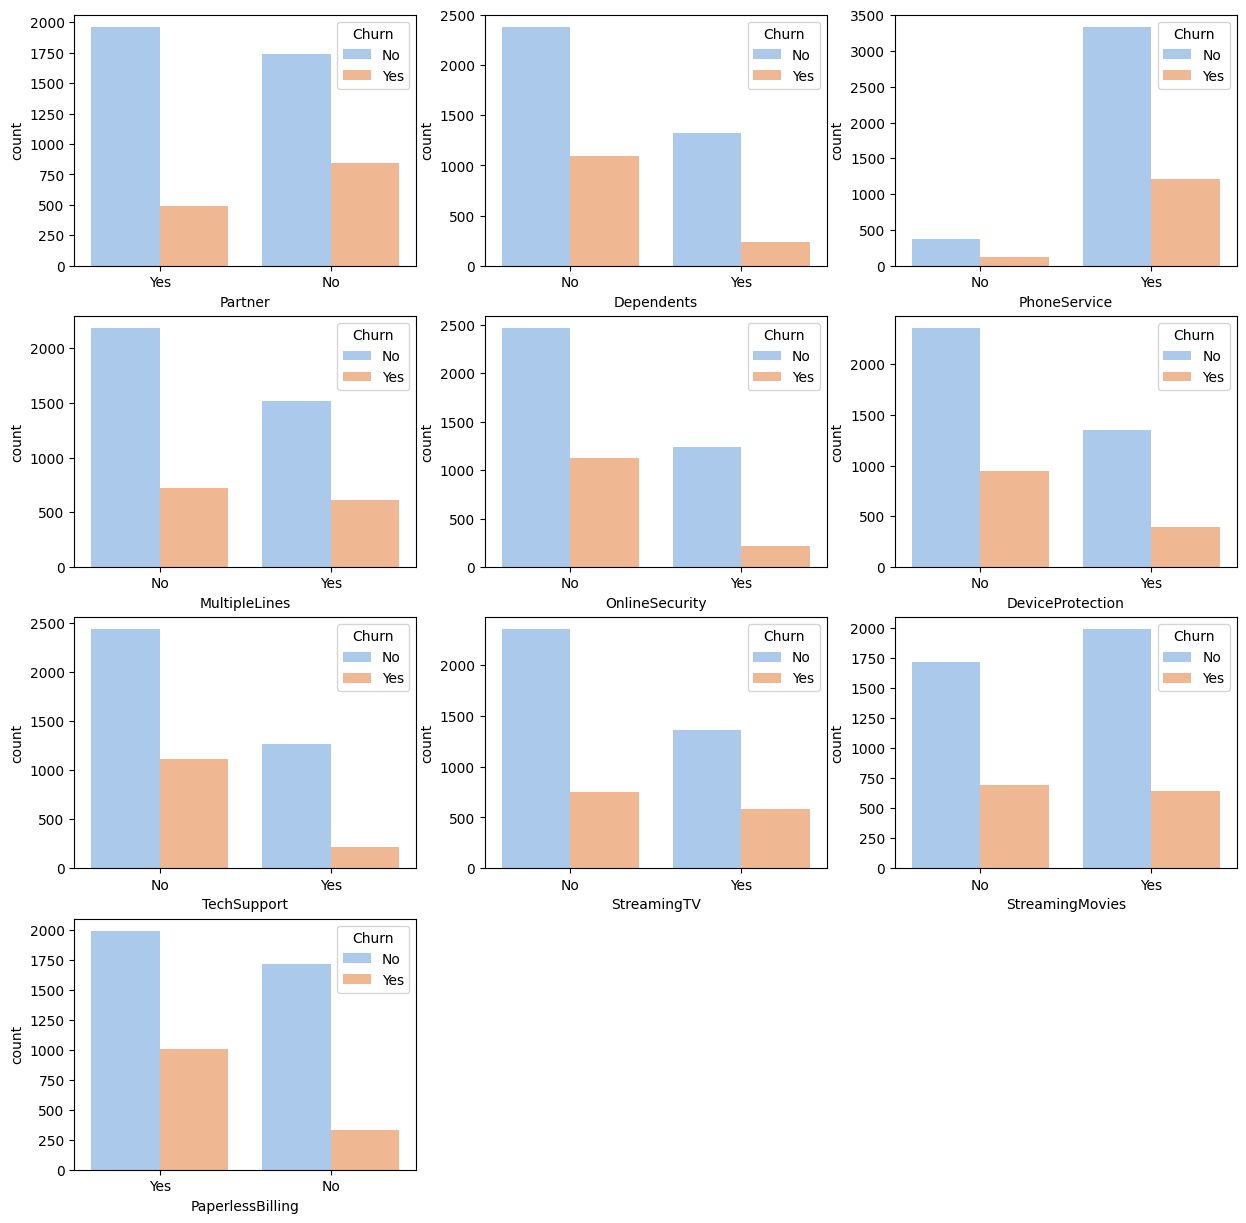 2000
1750
1500
1250
1000
750
500
250
0
count
Churn
No
Yes
Yes No
Partner
2500
2000
1500
1000
500
0
count
Churn
No
Yes
No Yes
Dependents
3500
3000
2500
2000
1500
1000
500
0
count
Churn
No
Yes
No Yes
PhoneService
2000
1500
1000
500
0
count
Churn
No
Yes
No Yes
MultipleLines
2500
2000
1500
1000
500
0
count
Churn
No
Yes
No Yes
OnlineSecurity
2000
1500
1000
500
0
count
Churn
No
Yes
No Yes
DeviceProtection
2500
2000
1500
1000
500
0
count
Churn
No
Yes
No Yes
TechSupport
2000
1500
1000
500
0
count
Churn
No
Yes
No Yes
StreamingTV
2000
1750
1500
1250
1000
750
500
250
0
count
Churn
No
Yes
No Yes
StreamingMovies
2000
1750
1500
1250
1000
750
500
250
0
count
Churn
No
Yes
Yes No
PaperlessBilling